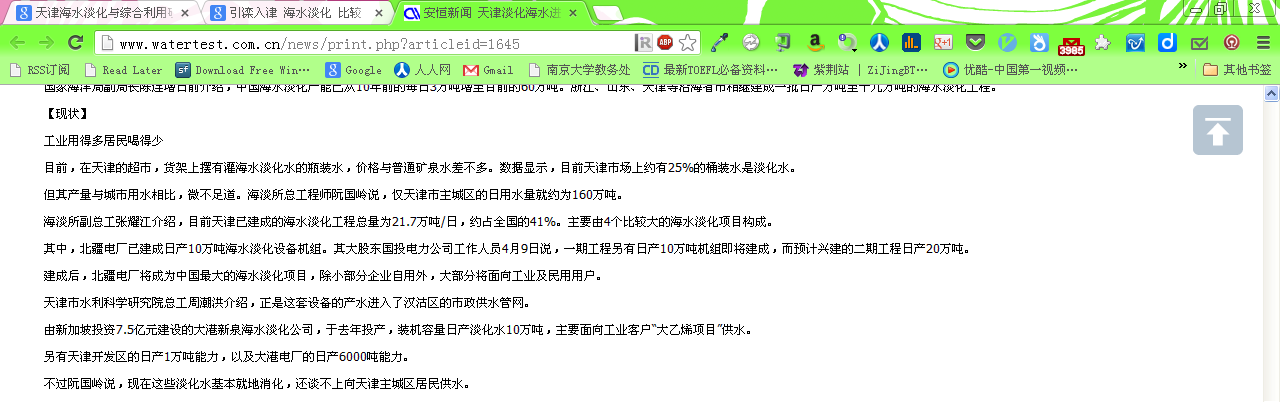 天津海水淡化与综合利用
引滦入津 海水淡化 比较
安恒新闻 天津淡化海水进
www.watertest.com.cn/news/print.php?articleid=1645
ABP
3985
RSS订阅
Read Later
Download Free Win…
Google
人人网
Gmail
南京大学教务处
最新TOEFL必备资料…
紫荆站 | ZiJingBT…
优酷-中国第一视频…
»
其他书签
国家海洋局副局长陈连增日前介绍，中国海水淡化产能已从10年前的每日3万吨增至目前的60万吨。浙江、山东、天津等沿海省市相继建成一批日产万吨至十几万吨的海水淡化工程。
【现状】
工业用得多居民喝得少
目前，在天津的超市，货架上摆有灌海水淡化水的瓶装水，价格与普通矿泉水差不多。数据显示，目前天津市场上约有25%的桶装水是淡化水。
但其产量与城市用水相比，微不足道。海淡所总工程师阮国岭说，仅天津市主城区的日用水量就约为160万吨。
海淡所副总工张耀江介绍，目前天津已建成的海水淡化工程总量为21.7万吨/日，约占全国的41%。主要由4个比较大的海水淡化项目构成。
其中，北疆电厂已建成日产10万吨海水淡化设备机组。其大股东国投电力公司工作人员4月9日说，一期工程另有日产10万吨机组即将建成，而预计兴建的二期工程日产20万吨。
建成后，北疆电厂将成为中国最大的海水淡化项目，除小部分企业自用外，大部分将面向工业及民用用户。
天津市水利科学研究院总工周潮洪介绍，正是这套设备的产水进入了汉沽区的市政供水管网。
由新加坡投资7.5亿元建设的大港新泉海水淡化公司，于去年投产，装机容量日产淡化水10万吨，主要面向工业客户“大乙烯项目”供水。
另有天津开发区的日产1万吨能力，以及大港电厂的日产6000吨能力。
不过阮国岭说，现在这些淡化水基本就地消化，还谈不上向天津主城区居民供水。